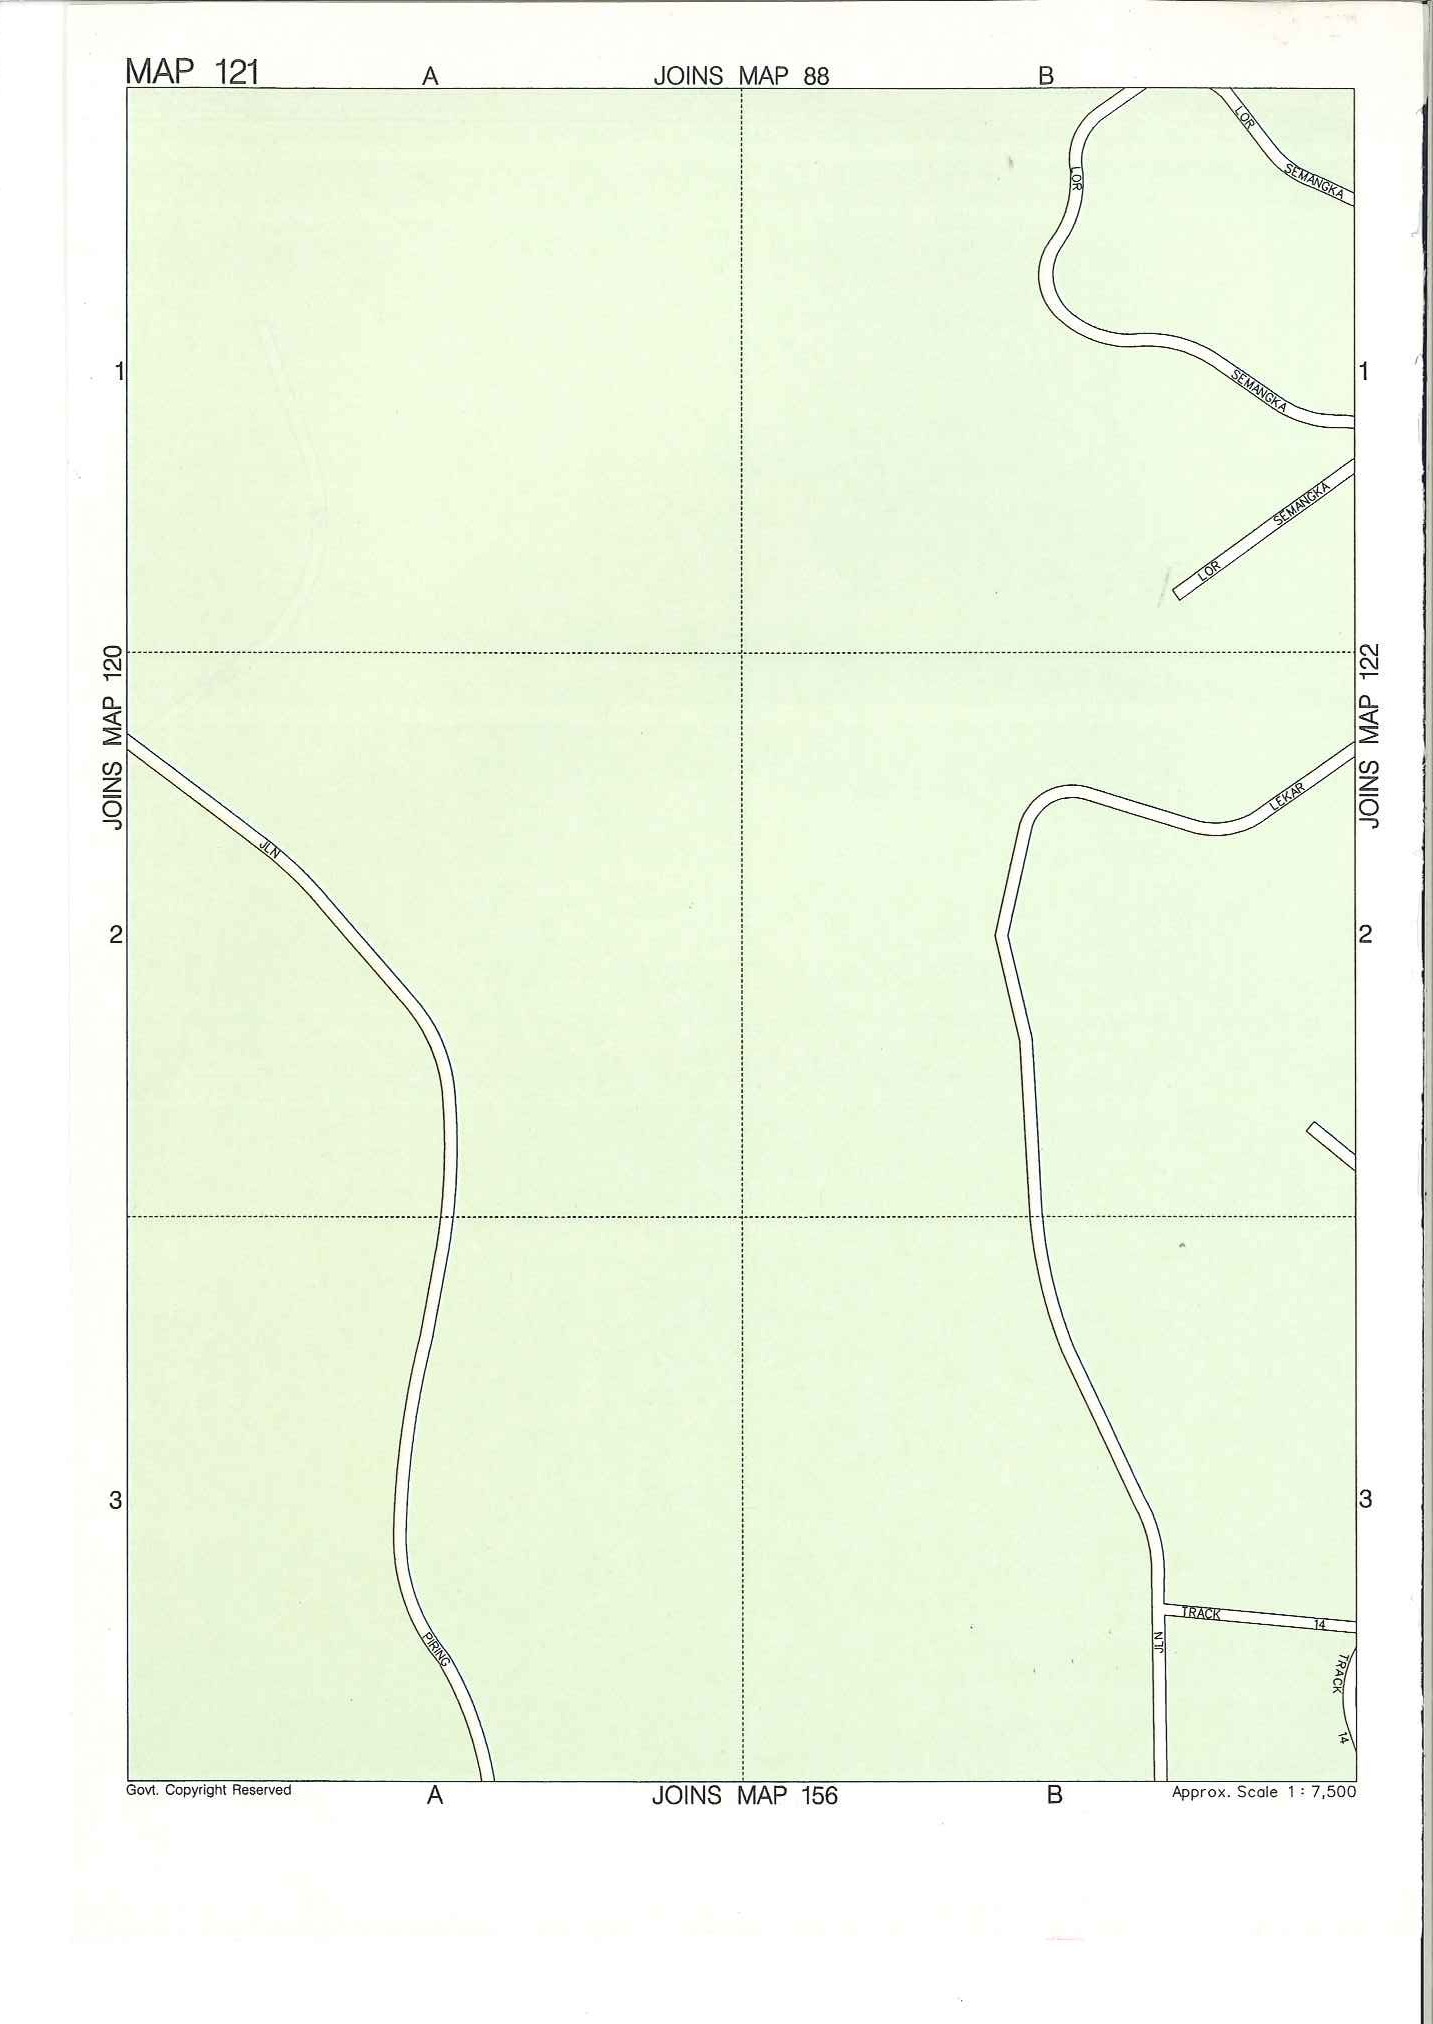 MAP 121
A
JOINS MAP 88
B
LOR
SEMANGKA
LOR
1
1
SEMANGKA
SEMANGKA
LOR
JOINS MAP 120
JOINS MAP 122
LEKAR
JLN
2
2
3
3
TRACK 14
PIRING
JLN
TRACK 14
Govt. Copyright Reserved
A
JOINS MAP 156
B
Approx. Scale 1 : 7,500